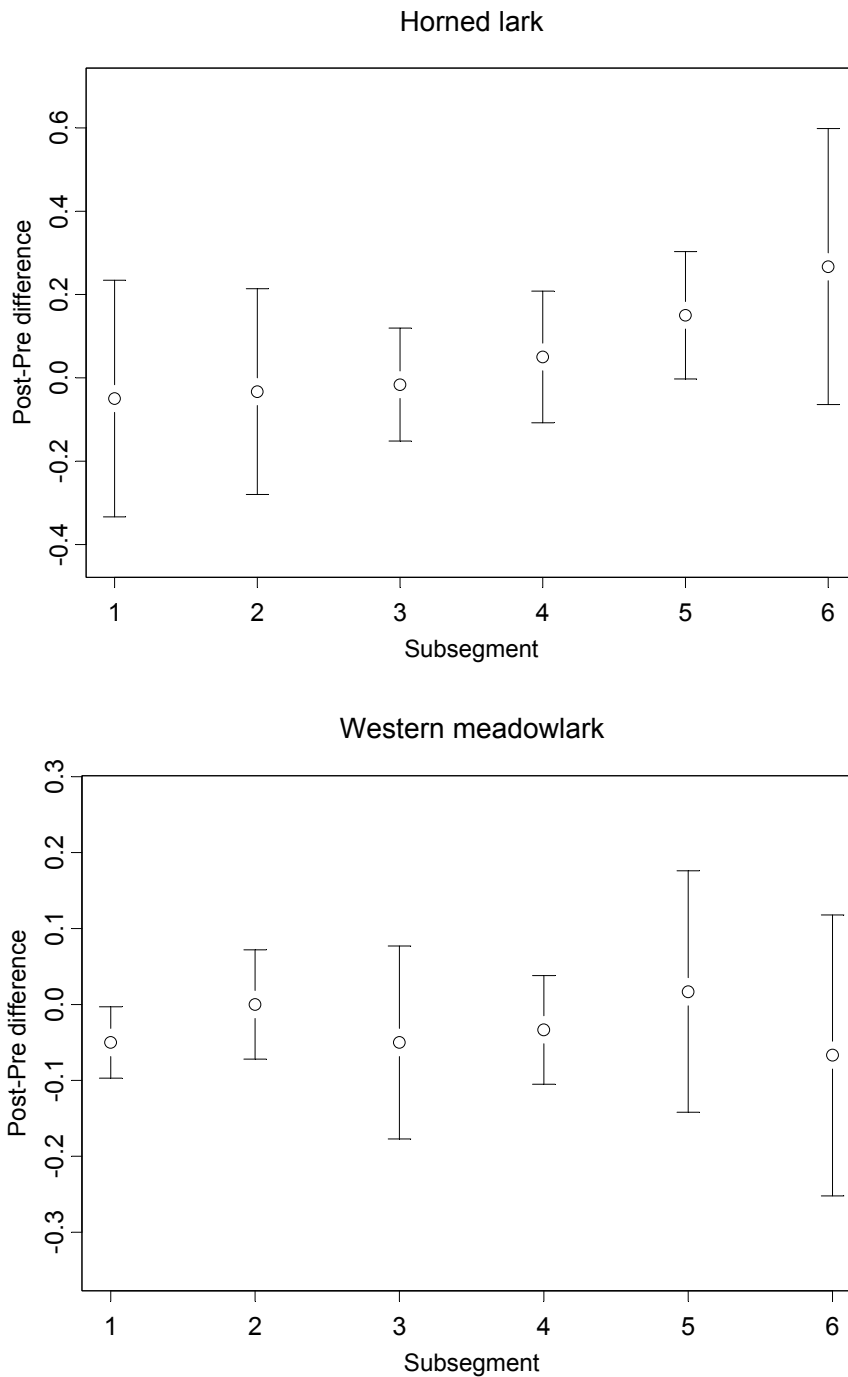 Horned lark
Post-Pre difference
0.6
0.4
0.2
0.0
-0.2
-0.4
1 2 3 4 5 6
Subsegment
Western meadowlark
Post-Pre difference
0.3
0.2
0.1
0.0
-0.1
-0.2
-0.3
1 2 3 4 5 6
Subsegment